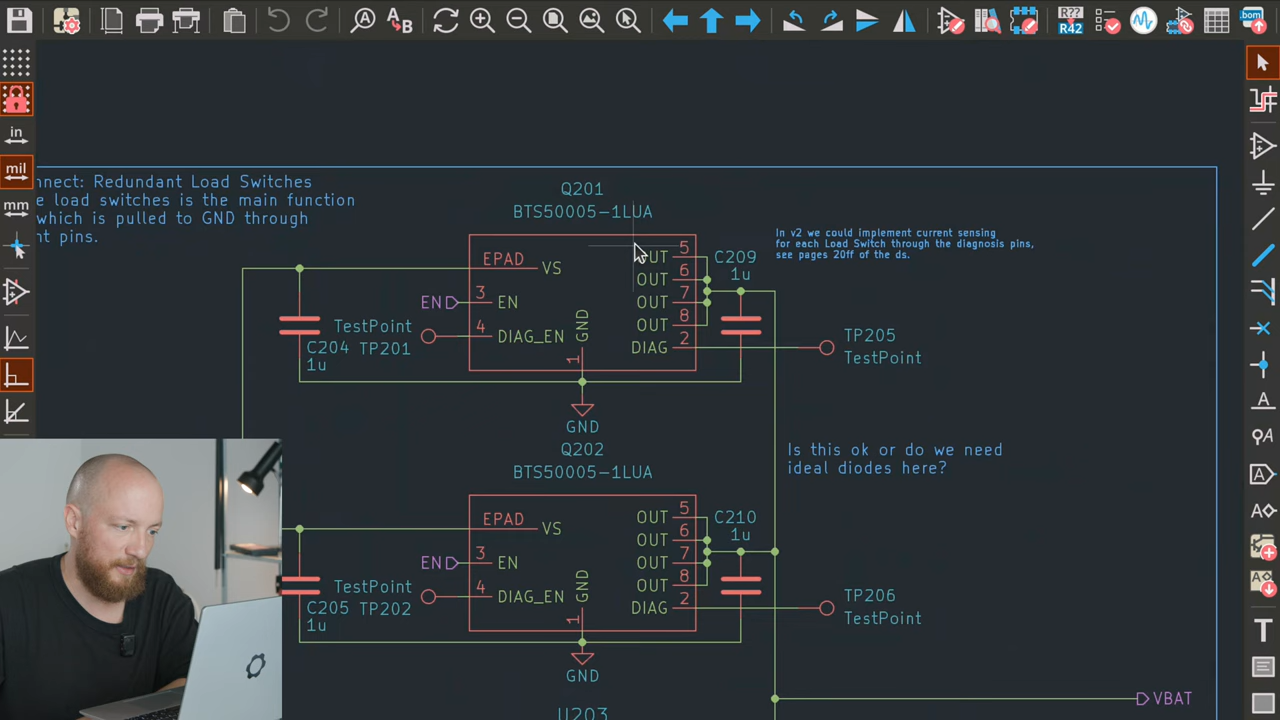 R??
R42
.bom
in
mil
mm
A
A
B
A
A
A
A
A
T
nnect: Redundant Load Switches
e load switches is the main function
which is pulled to GND through
nt pins.
Q201
BTS50005-1LUA
In v2 we could implement current sensing
for each Load Switch through the diagnosis pins,
see pages 20ff of the ds.
EPAD
VS
3
EN
EN
4
DIAG_EN
GND
1
5
OUT
6
OUT
7
OUT
8
OUT
2
DIAG
C209
1u
TestPoint
TP201
C204
1u
TP205
TestPoint
GND
Is this ok or do we need
ideal diodes here?
Q202
BTS50005-1LUA
EPAD
VS
3
EN
EN
4
DIAG_EN
GND
1
5
OUT
6
OUT
7
OUT
8
OUT
2
DIAG
C210
1u
TestPoint
C205
TP202
1u
TP206
TestPoint
GND
VBAT
U203